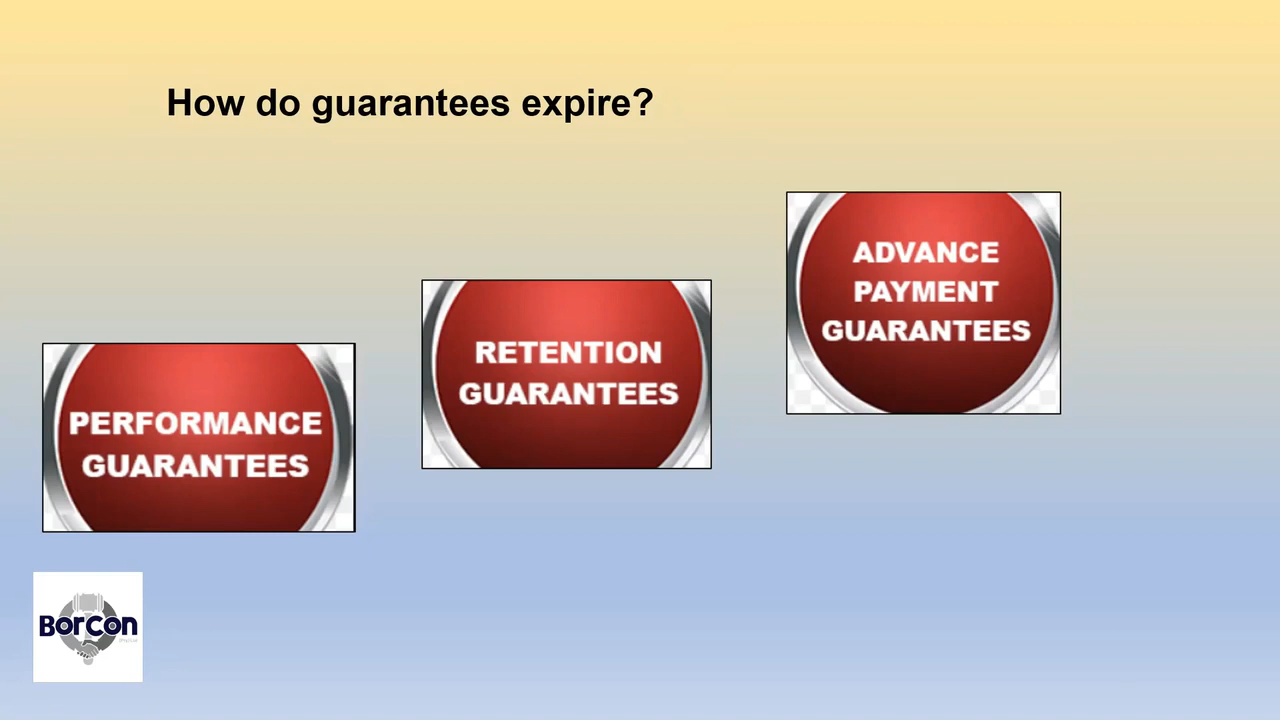 How do guarantees expire?
ADVANCE
PAYMENT
GUARANTEES
RETENTION
GUARANTEES
PERFORMANCE
GUARANTEES
BorCon